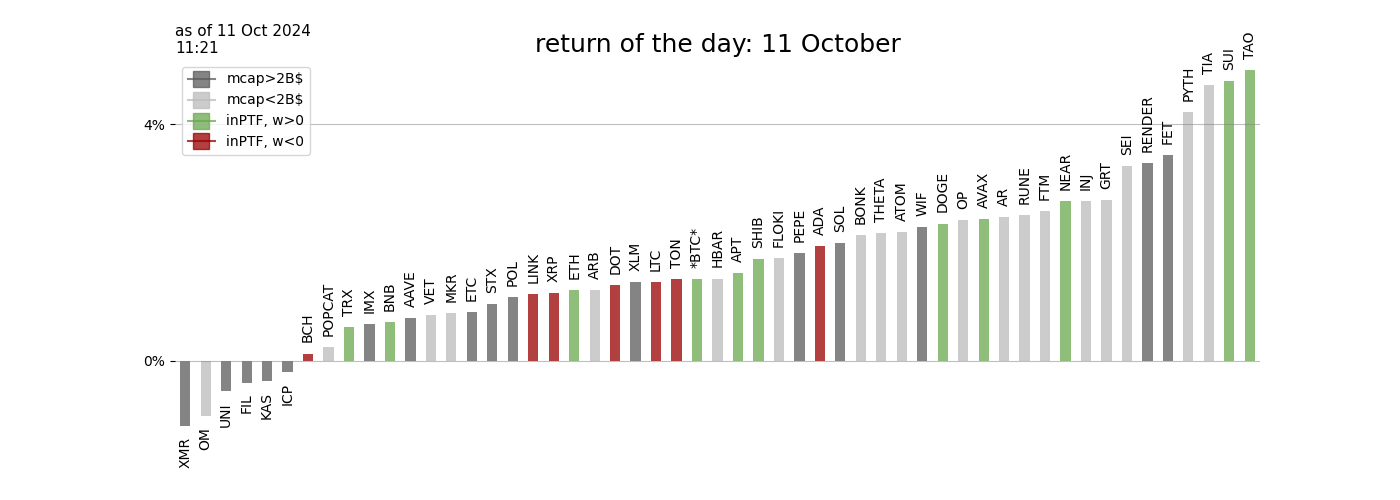 as of 11 Oct 2024
11:21
return of the day: 11 October
mcap>2B$
mcap<2B$
inPTF, w>0
inPTF, w<0
4%
0%
XMR
OM
UNI
FIL
KAS
ICP
BCH
POPCAT
TRX
IMX
BNB
AAVE
VET
MKR
ETC
STX
POL
LINK
XRP
ETH
ARB
DOT
XLM
LTC
TON
*BTC*
HBAR
APT
SHIB
FLOKI
PEPE
ADA
SOL
BONK
THETA
ATOM
WIF
DOGE
OP
AVAX
AR
RUNE
FTM
NEAR
INJ
GRT
SEI
RENDER
FET
PYTH
TIA
SUI
TAO